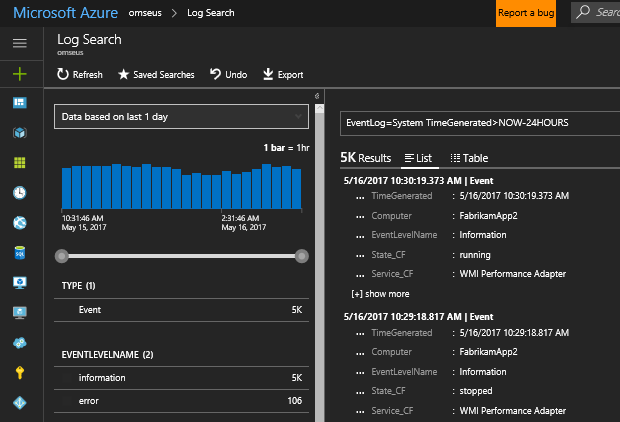 Microsoft Azure omseus > Log Search
Report a bug
Log Search
omseus
Refresh Saved Searches Undo Export
Data based on last 1 day
1 bar = 1hr
10:31:46 AM
May 15, 2017
2:31:46 AM
May 16, 2017
TYPE (1)
Event 5K
EVENTLEVELNAME (2)
information 5K
error 106
EventLog=System TimeGenerated>NOW-24HOURS
5K Results List Table
5/16/2017 10:30:19.373 AM | Event
... TimeGenerated : 5/16/2017 10:30:19.373 AM
... Computer : FabrikamApp2
... EventLevelName : Information
... State_CF : running
... Service_CF : WMI Performance Adapter
[+] show more
5/16/2017 10:29:18.817 AM | Event
... TimeGenerated : 5/16/2017 10:29:18.817 AM
... Computer : FabrikamApp2
... EventLevelName : Information
... State_CF : stopped
... Service_CF : WMI Performance Adapter